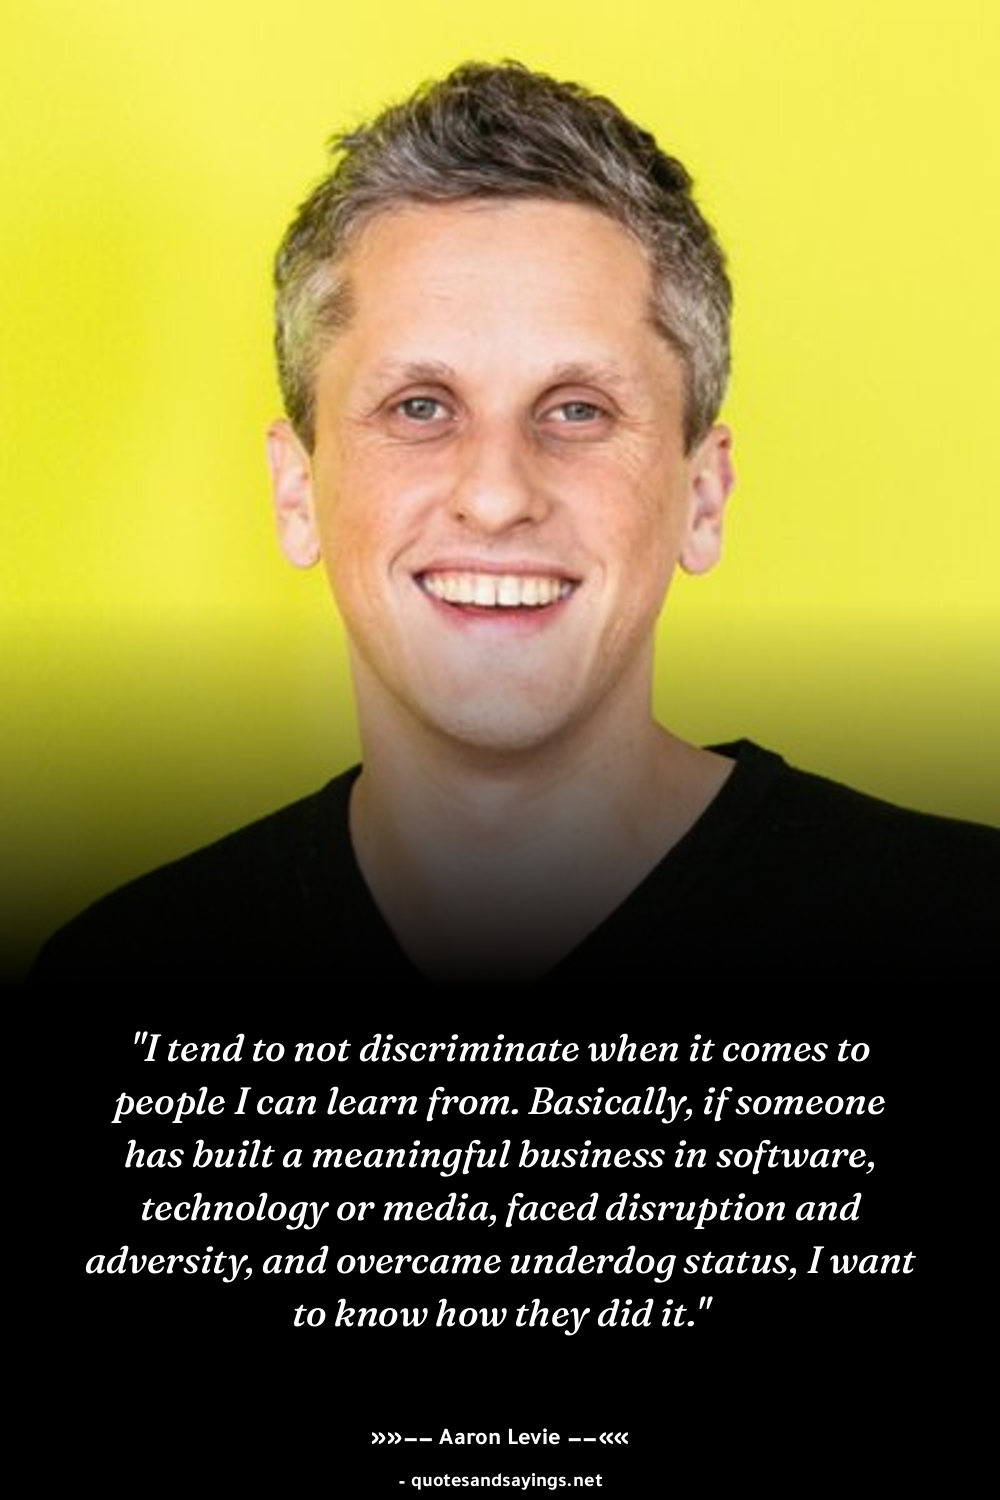 "I tend to not discriminate when it comes to
people I can learn from. Basically, if someone
has built a meaningful business in software,
technology or media, faced disruption and
adversity, and overcame underdog status, I want
to know how they did it."
»»−− Aaron Levie −−««
- quotesandsayings.net